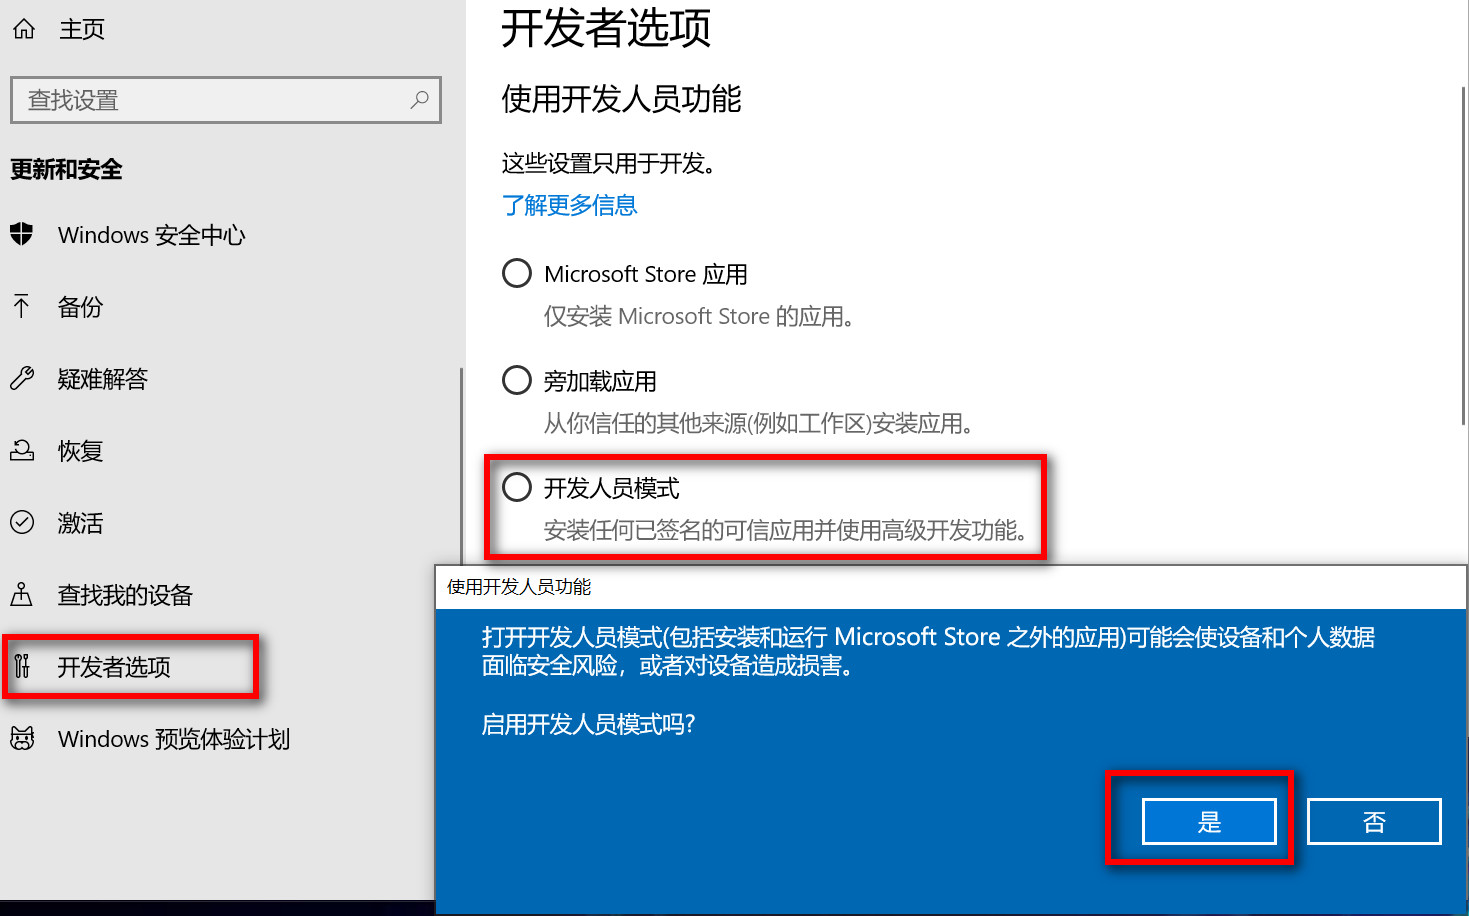 主页
查找设置
更新和安全
Windows 安全中心
备份
疑难解答
恢复
激活
查找我的设备
开发者选项
Windows 预览体验计划
开发者选项
使用开发人员功能
这些设置只用于开发。
了解更多信息
Microsoft Store 应用
仅安装 Microsoft Store 的应用。
旁加载应用
从你信任的其他来源(例如工作区)安装应用。
开发人员模式
安装任何已签名的可信应用并使用高级开发功能。
使用开发人员功能
打开开发人员模式(包括安装和运行 Microsoft Store 之外的应用)可能会使设备和个人数据
面临安全风险，或者对设备造成损害。
启用开发人员模式吗?
是
否